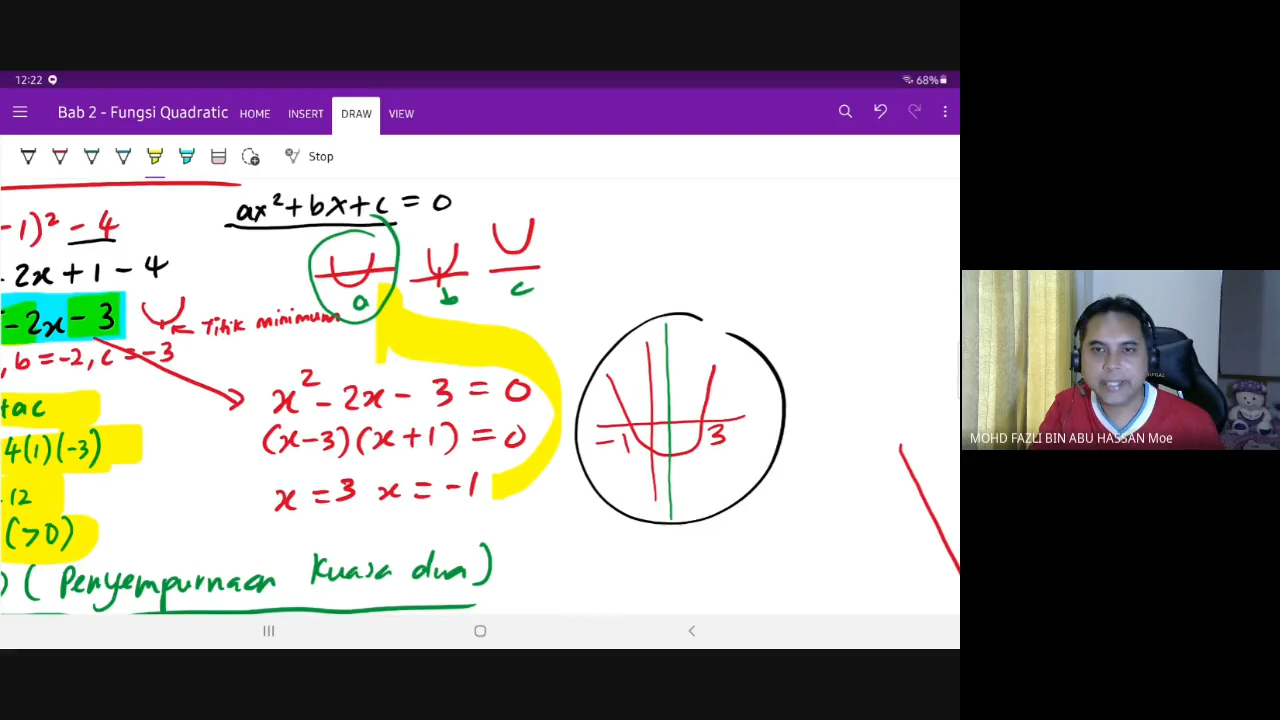 12:22 68%
Bab 2 - Fungsi Quadratic HOME INSERT DRAW VIEW
Stop
ax²+bx+c = 0
-1)² - 4
- 2x + 1 - 4
a b c
-2x - 3
Titik minimum
, b = -2, c = -3
x² - 2x - 3 = 0
4ac
(x-3)(x+1) = 0
4(1)(-3)
-1 3
x = 3 x = -1
12
(>0)
(Penyempurnaan Kuasa dua)
MOHD FAZLI BIN ABU HASSAN Moe